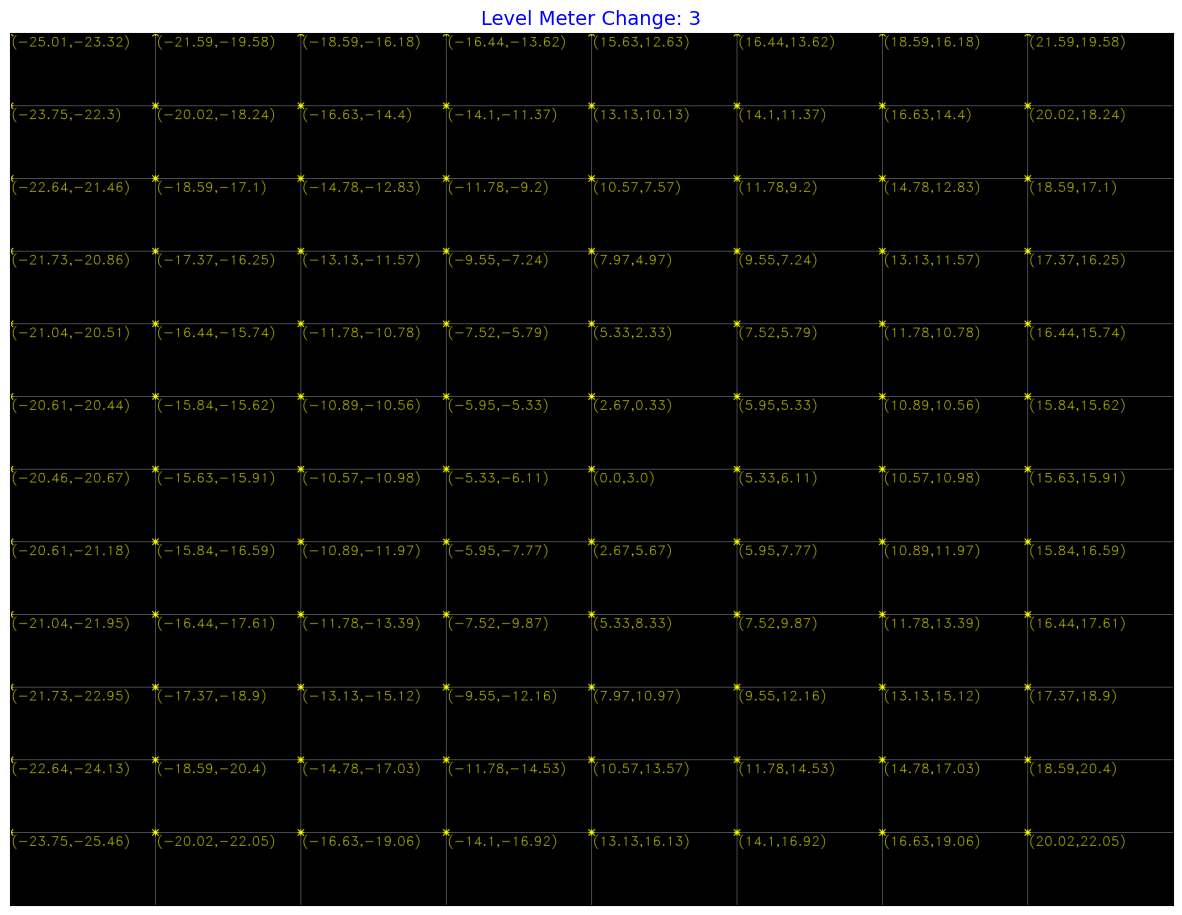 Level Meter Change: 3
(-25.01,-23.32) (-21.59,-19.58) (-18.59,-16.18) (-16.44,-13.62) (15.63,12.63) (16.44,13.62) (18.59,16.18) (21.59,19.58)
(-23.75,-22.3) (-20.02,-18.24) (-16.63,-14.4) (-14.1,-11.37) (13.13,10.13) (14.1,11.37) (16.63,14.4) (20.02,18.24)
(-22.64,-21.46) (-18.59,-17.1) (-14.78,-12.83) (-11.78,-9.2) (10.57,7.57) (11.78,9.2) (14.78,12.83) (18.59,17.1)
(-21.73,-20.86) (-17.37,-16.25) (-13.13,-11.57) (-9.55,-7.24) (7.97,4.97) (9.55,7.24) (13.13,11.57) (17.37,16.25)
(-21.04,-20.51) (-16.44,-15.74) (-11.78,-10.78) (-7.52,-5.79) (5.33,2.33) (7.52,5.79) (11.78,10.78) (16.44,15.74)
(-20.61,-20.44) (-15.84,-15.62) (-10.89,-10.56) (-5.95,-5.33) (2.67,0.33) (5.95,5.33) (10.89,10.56) (15.84,15.62)
(-20.46,-20.67) (-15.63,-15.91) (-10.57,-10.98) (-5.33,-6.11) (0.0,3.0) (5.33,6.11) (10.57,10.98) (15.63,15.91)
(-20.61,-21.18) (-15.84,-16.59) (-10.89,-11.97) (-5.95,-7.77) (2.67,5.67) (5.95,7.77) (10.89,11.97) (15.84,16.59)
(-21.04,-21.95) (-16.44,-17.61) (-11.78,-13.39) (-7.52,-9.87) (5.33,8.33) (7.52,9.87) (11.78,13.39) (16.44,17.61)
(-21.73,-22.95) (-17.37,-18.9) (-13.13,-15.12) (-9.55,-12.16) (7.97,10.97) (9.55,12.16) (13.13,15.12) (17.37,18.9)
(-22.64,-24.13) (-18.59,-20.4) (-14.78,-17.03) (-11.78,-14.53) (10.57,13.57) (11.78,14.53) (14.78,17.03) (18.59,20.4)
(-23.75,-25.46) (-20.02,-22.05) (-16.63,-19.06) (-14.1,-16.92) (13.13,16.13) (14.1,16.92) (16.63,19.06) (20.02,22.05)